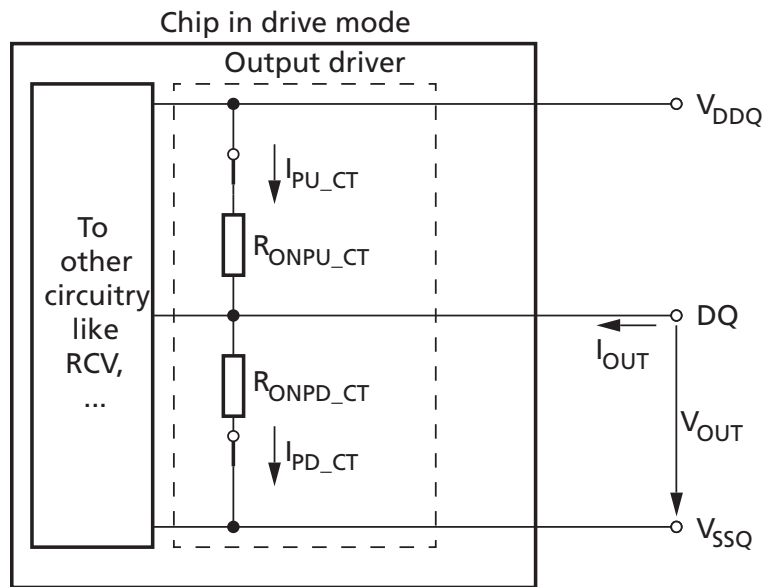 Chip in drive mode
Output driver
V_DDQ
I_PU_CT
To
other
circuitry
like
RCV,
...
R_ONPU_CT
DQ
I_OUT
R_ONPD_CT
V_OUT
I_PD_CT
V_SSQ